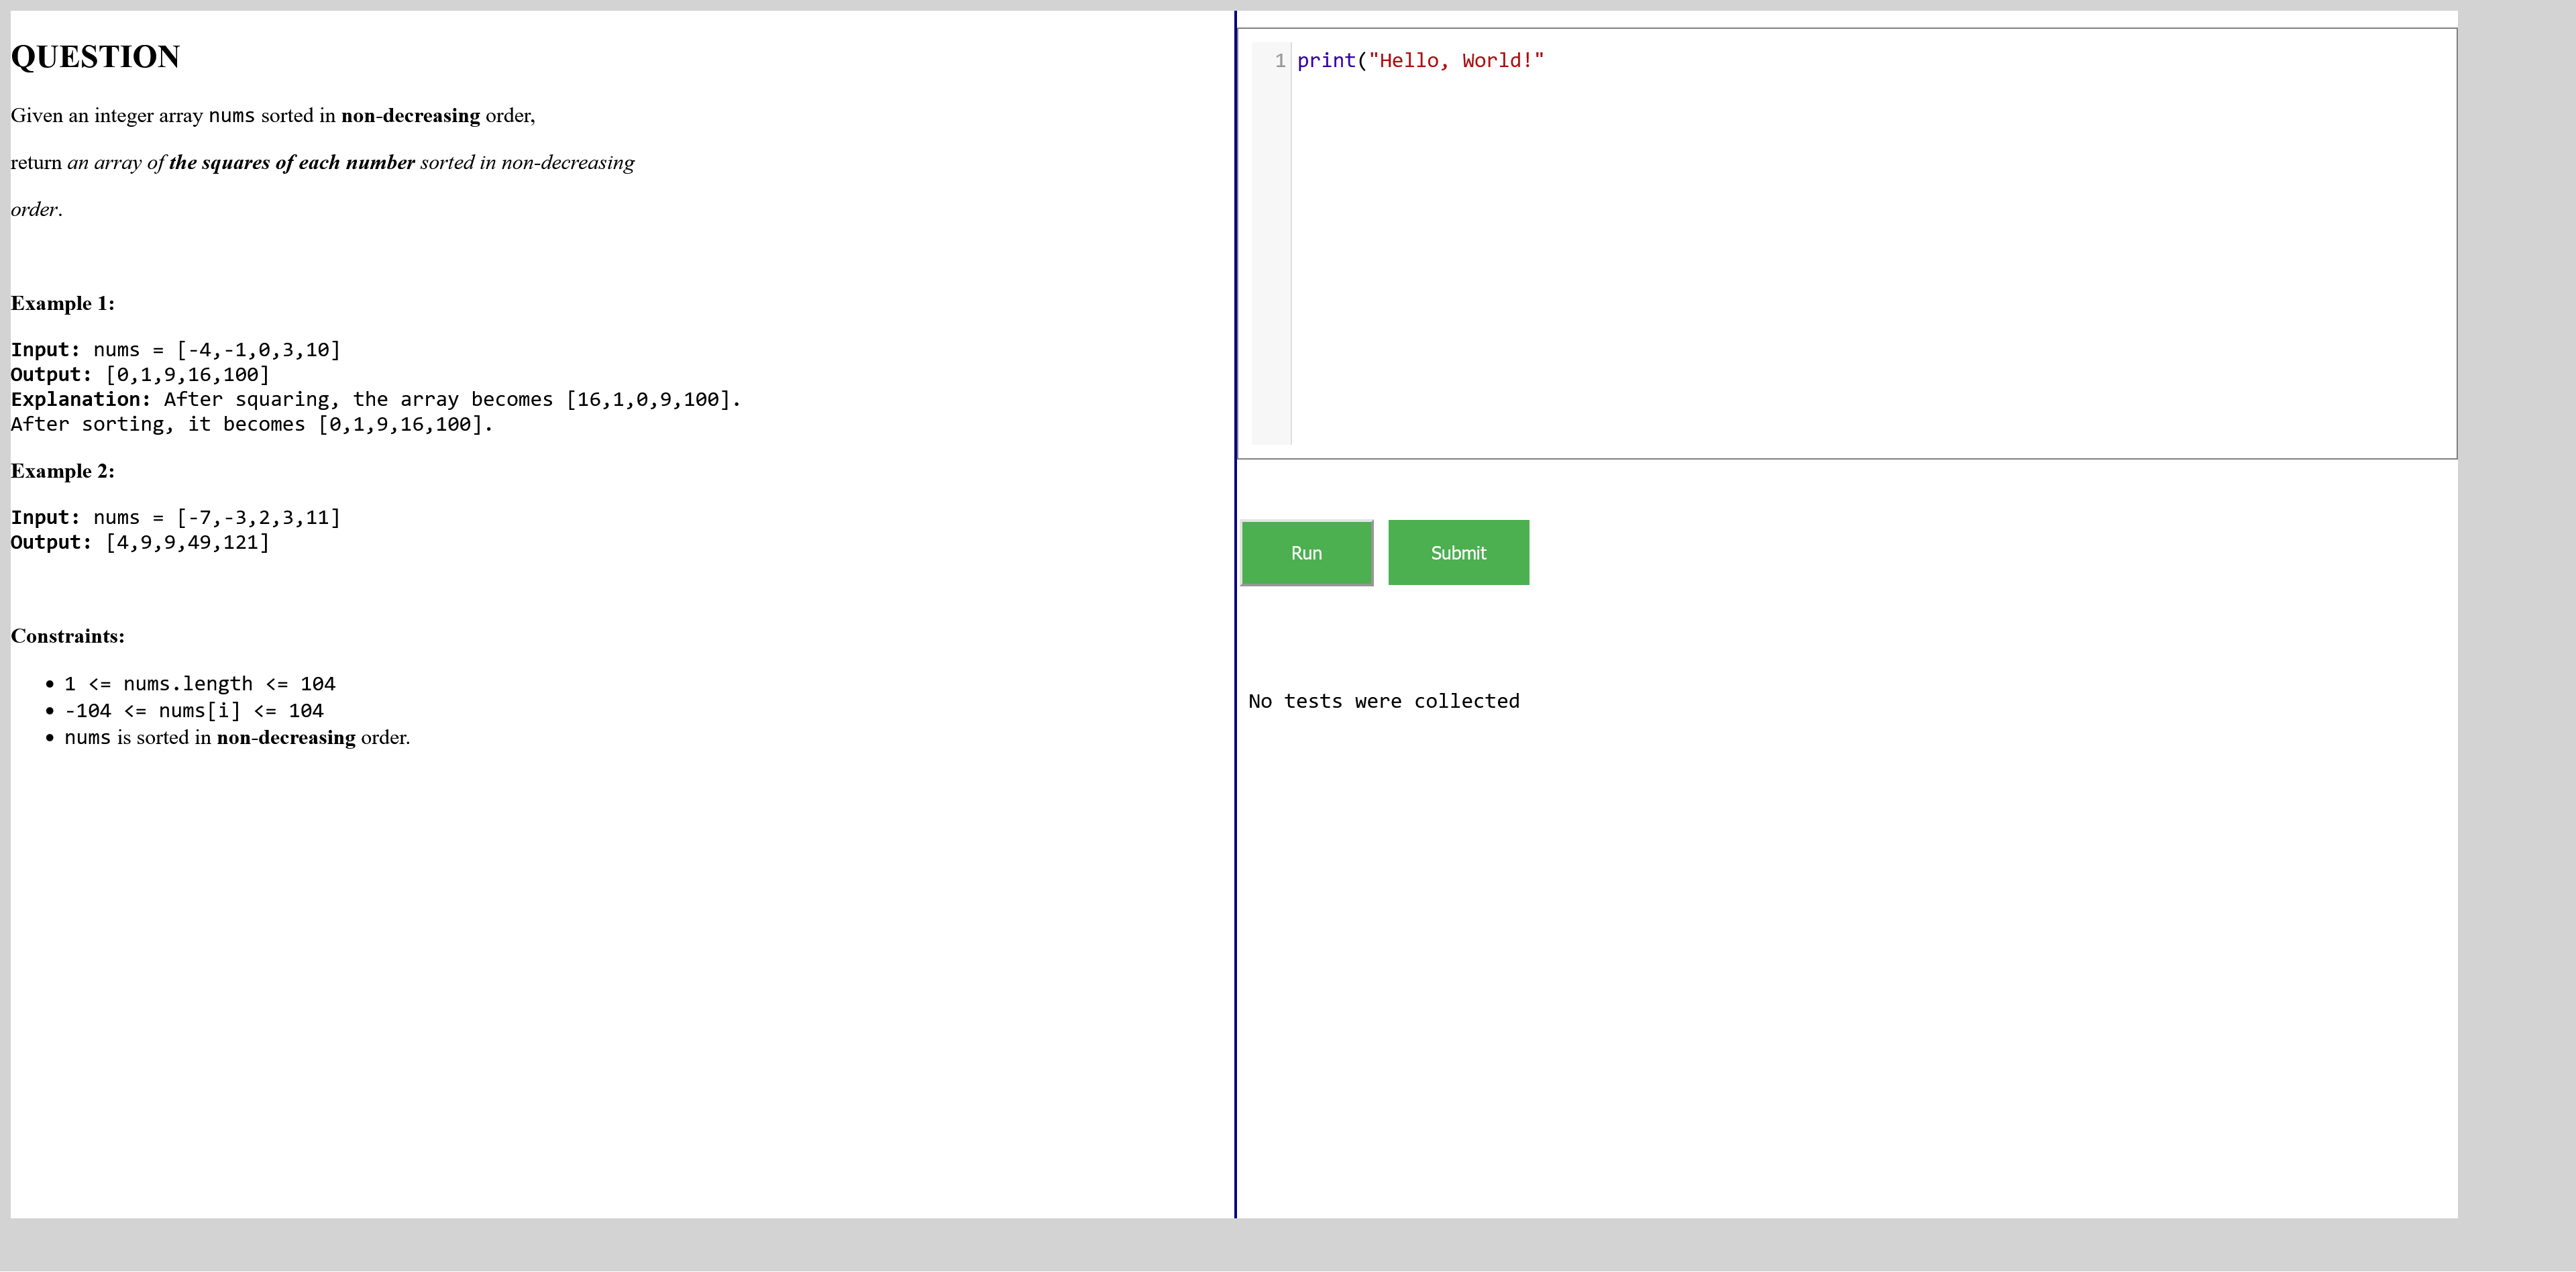 QUESTION
Given an integer array nums sorted in non-decreasing order,
return an array of the squares of each number sorted in non-decreasing
order.
Example 1:
Input: nums = [-4,-1,0,3,10]
Output: [0,1,9,16,100]
Explanation: After squaring, the array becomes [16,1,0,9,100].
After sorting, it becomes [0,1,9,16,100].
Example 2:
Input: nums = [-7,-3,2,3,11]
Output: [4,9,9,49,121]
Constraints:
• 1 <= nums.length <= 104
• -104 <= nums[i] <= 104
• nums is sorted in non-decreasing order.
1 print("Hello, World!"
Run
Submit
No tests were collected